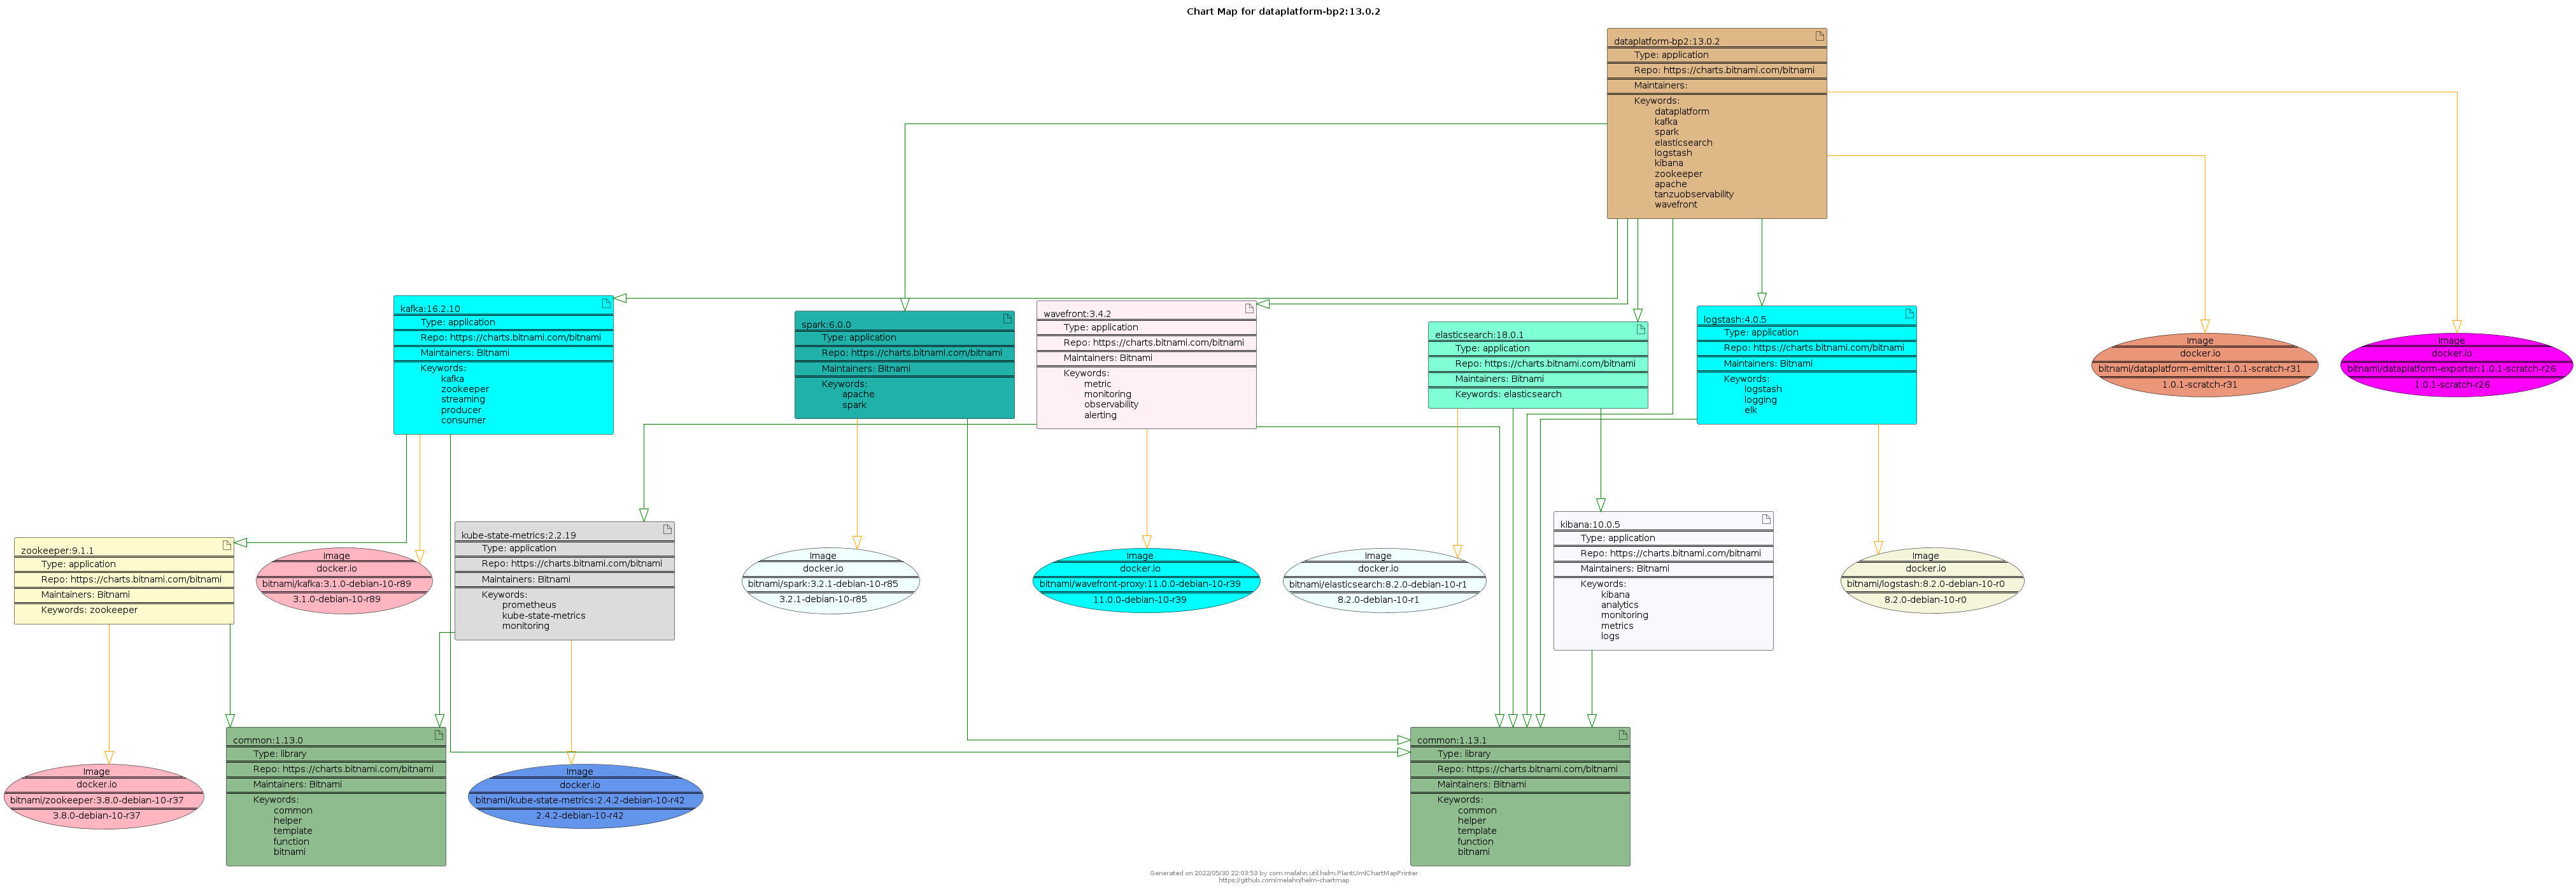 Chart Map for dataplatform-bp2:13.0.2
dataplatform-bp2:13.0.2
Type: application
Repo: https://charts.bitnami.com/bitnami
Maintainers:
Keywords:
dataplatform
kafka
spark
elasticsearch
logstash
kibana
zookeeper
apache
tanzuobservability
wavefront
kafka:16.2.10
Type: application
Repo: https://charts.bitnami.com/bitnami
Maintainers: Bitnami
Keywords:
kafka
zookeeper
streaming
producer
consumer
spark:6.0.0
Type: application
Repo: https://charts.bitnami.com/bitnami
Maintainers: Bitnami
Keywords:
apache
spark
wavefront:3.4.2
Type: application
Repo: https://charts.bitnami.com/bitnami
Maintainers: Bitnami
Keywords:
metric
monitoring
observability
alerting
elasticsearch:18.0.1
Type: application
Repo: https://charts.bitnami.com/bitnami
Maintainers: Bitnami
Keywords: elasticsearch
logstash:4.0.5
Type: application
Repo: https://charts.bitnami.com/bitnami
Maintainers: Bitnami
Keywords:
logstash
logging
elk
Image
docker.io
bitnami/dataplatform-emitter:1.0.1-scratch-r31
1.0.1-scratch-r31
Image
docker.io
bitnami/dataplatform-exporter:1.0.1-scratch-r26
1.0.1-scratch-r26
zookeeper:9.1.1
Type: application
Repo: https://charts.bitnami.com/bitnami
Maintainers: Bitnami
Keywords: zookeeper
Image
docker.io
bitnami/kafka:3.1.0-debian-10-r89
3.1.0-debian-10-r89
kube-state-metrics:2.2.19
Type: application
Repo: https://charts.bitnami.com/bitnami
Maintainers: Bitnami
Keywords:
prometheus
kube-state-metrics
monitoring
Image
docker.io
bitnami/spark:3.2.1-debian-10-r85
3.2.1-debian-10-r85
Image
docker.io
bitnami/wavefront-proxy:11.0.0-debian-10-r39
11.0.0-debian-10-r39
Image
docker.io
bitnami/elasticsearch:8.2.0-debian-10-r1
8.2.0-debian-10-r1
kibana:10.0.5
Type: application
Repo: https://charts.bitnami.com/bitnami
Maintainers: Bitnami
Keywords:
kibana
analytics
monitoring
metrics
logs
Image
docker.io
bitnami/logstash:8.2.0-debian-10-r0
8.2.0-debian-10-r0
Image
docker.io
bitnami/zookeeper:3.8.0-debian-10-r37
3.8.0-debian-10-r37
common:1.13.0
Type: library
Repo: https://charts.bitnami.com/bitnami
Maintainers: Bitnami
Keywords:
common
helper
template
function
bitnami
Image
docker.io
bitnami/kube-state-metrics:2.4.2-debian-10-r42
2.4.2-debian-10-r42
common:1.13.1
Type: library
Repo: https://charts.bitnami.com/bitnami
Maintainers: Bitnami
Keywords:
common
helper
template
function
bitnami
Generated on 2022/05/30 22:03:53 by com.melahn.util.helm.PlantUmlChartMapPrinter
https://github.com/melahn/helm-chartmap